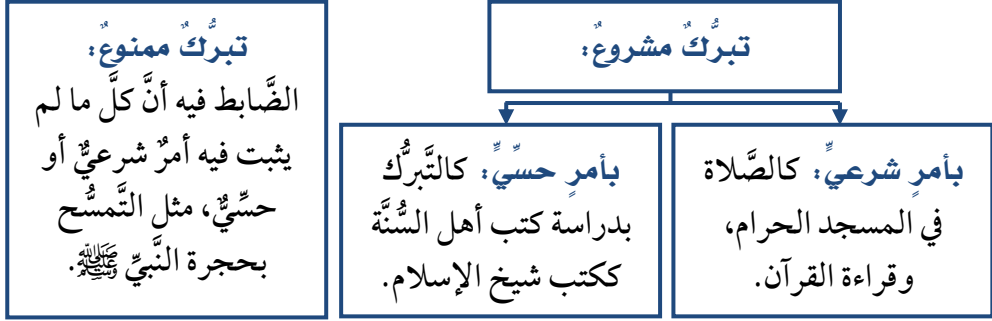 تبرُّكٌ مشروعٌ:
بأمرٍ شرعيٍّ: كالصَّلاة
في المسجد الحرام،
وقراءة القرآن.
بأمرٍ حسِّيٍّ: كالتَّبرُّك
بدراسة كتب أهل السُّنَّة
ككتب شيخ الإسلام.
تبرُّكٌ ممنوعٌ:
الضَّابط فيه أنَّ كلَّ ما لم
يثبت فيه أمرٌ شرعيٌّ أو
حسِّيٌّ، مثل التَّمسُّح
بحجرة النَّبيِّ ﷺ.